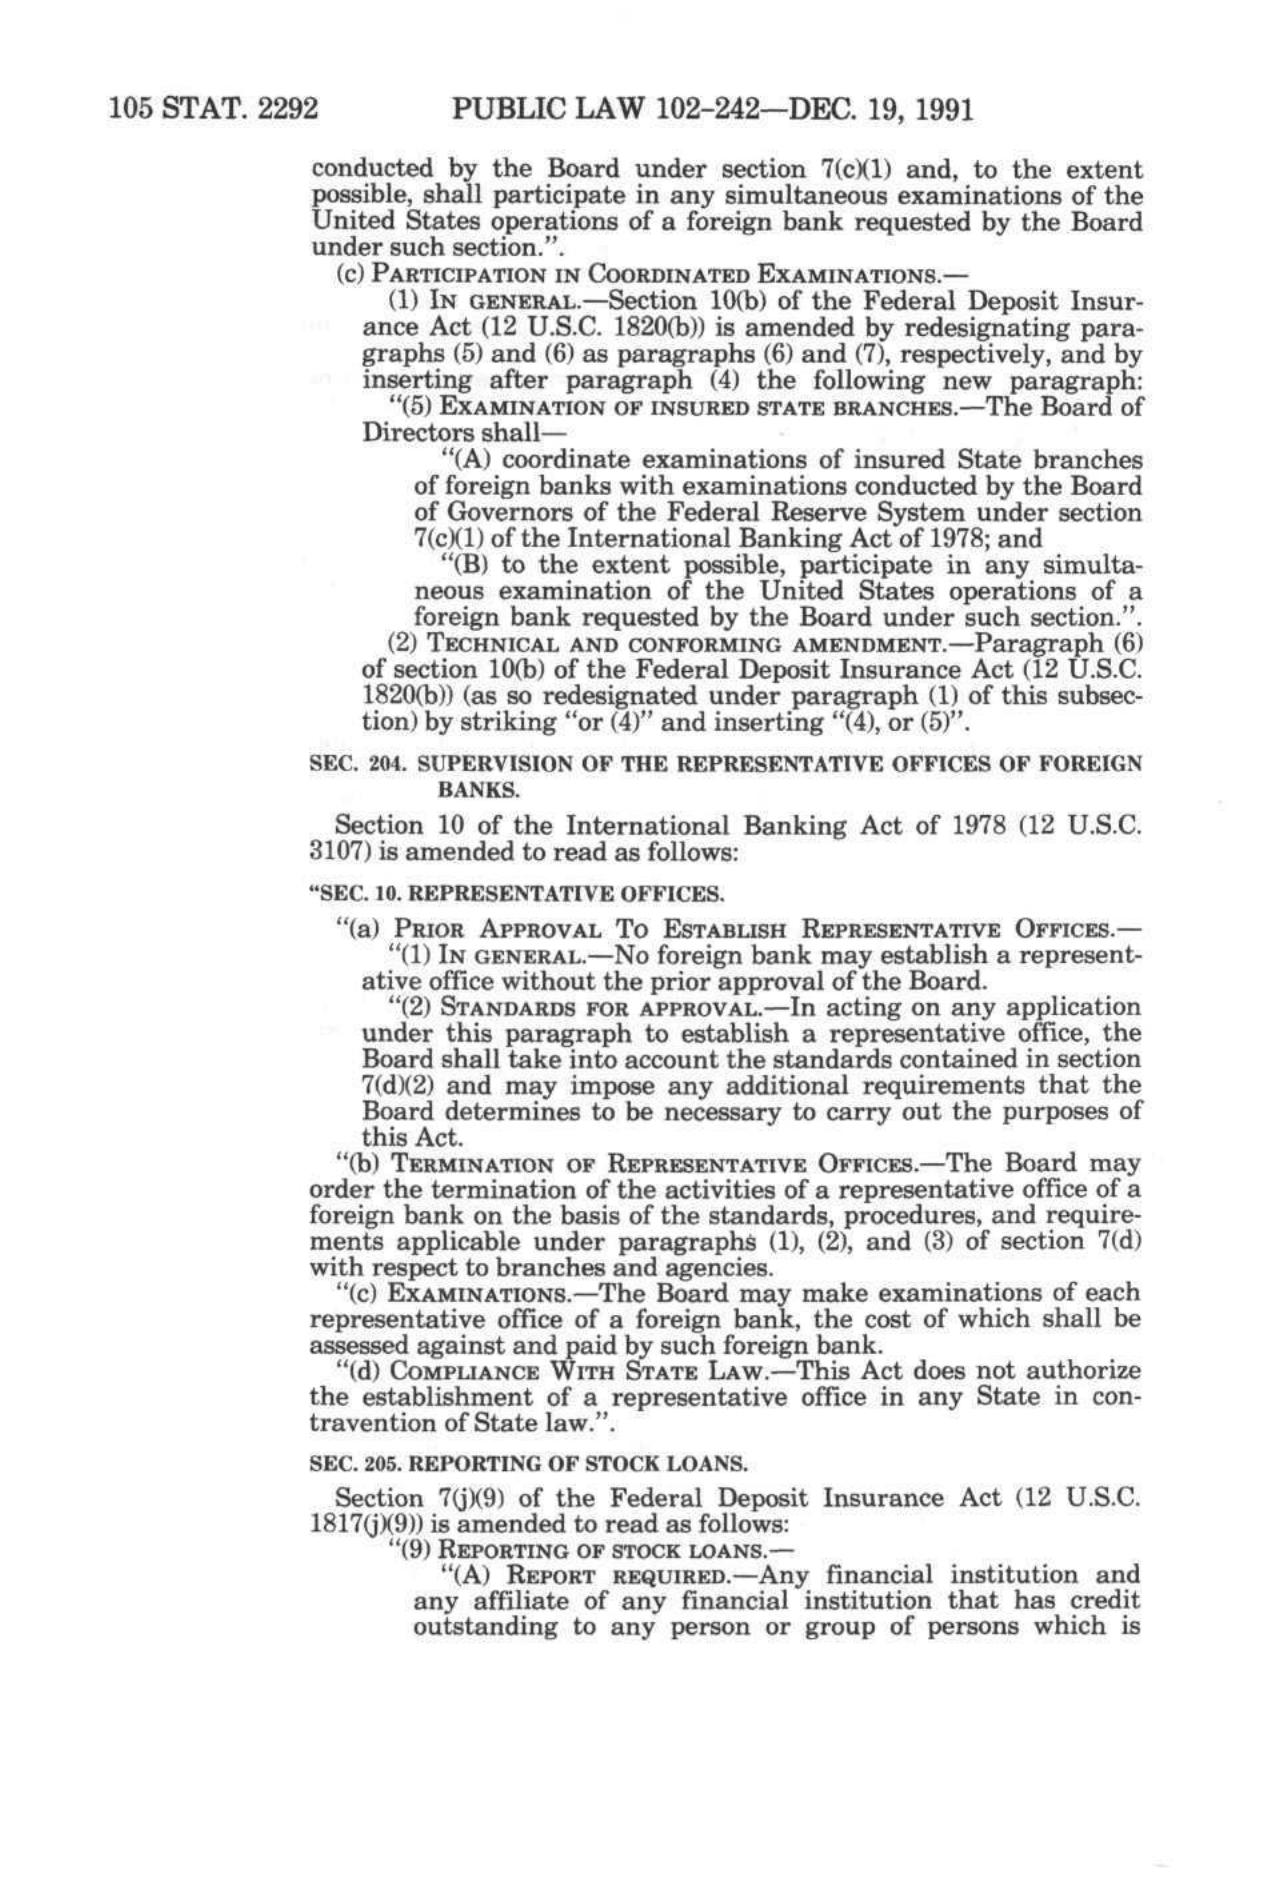 105 STAT. 2292 PUBLIC LAW 102-242—DEC. 19, 1991
conducted by the Board under section 7(c)(1) and, to the extent
possible, shall participate in any simultaneous examinations of the
United States operations of a foreign bank requested by the Board
under such section.”.
(c) PARTICIPATION IN COORDINATED EXAMINATIONS.—
(1) IN GENERAL.—Section 10(b) of the Federal Deposit Insur-
ance Act (12 U.S.C. 1820(b)) is amended by redesignating para-
graphs (5) and (6) as paragraphs (6) and (7), respectively, and by
inserting after paragraph (4) the following new paragraph:
“(5) EXAMINATION OF INSURED STATE BRANCHES.—The Board of
Directors shall—
“(A) coordinate examinations of insured State branches
of foreign banks with examinations conducted by the Board
of Governors of the Federal Reserve System under section
7(c)(1) of the International Banking Act of 1978; and
“(B) to the extent possible, participate in any simulta-
neous examination of the United States operations of a
foreign bank requested by the Board under such section.”.
(2) TECHNICAL AND CONFORMING AMENDMENT.—Paragraph (6)
of section 10(b) of the Federal Deposit Insurance Act (12 U.S.C.
1820(b)) (as so redesignated under paragraph (1) of this subsec-
tion) by striking “or (4)” and inserting “(4), or (5)”.
SEC. 204. SUPERVISION OF THE REPRESENTATIVE OFFICES OF FOREIGN
BANKS.
Section 10 of the International Banking Act of 1978 (12 U.S.C.
3107) is amended to read as follows:
“SEC. 10. REPRESENTATIVE OFFICES.
“(a) PRIOR APPROVAL TO ESTABLISH REPRESENTATIVE OFFICES.—
“(1) IN GENERAL.—No foreign bank may establish a represent-
ative office without the prior approval of the Board.
“(2) STANDARDS FOR APPROVAL.—In acting on any application
under this paragraph to establish a representative office, the
Board shall take into account the standards contained in section
7(d)(2) and may impose any additional requirements that the
Board determines to be necessary to carry out the purposes of
this Act.
“(b) TERMINATION OF REPRESENTATIVE OFFICES.—The Board may
order the termination of the activities of a representative office of a
foreign bank on the basis of the standards, procedures, and require-
ments applicable under paragraphs (1), (2), and (3) of section 7(d)
with respect to branches and agencies.
“(c) EXAMINATIONS.—The Board may make examinations of each
representative office of a foreign bank, the cost of which shall be
assessed against and paid by such foreign bank.
“(d) COMPLIANCE WITH STATE LAW.—This Act does not authorize
the establishment of a representative office in any State in con-
travention of State law.”.
SEC. 205. REPORTING OF STOCK LOANS.
Section 7(j)(9) of the Federal Deposit Insurance Act (12 U.S.C.
1817(j)(9)) is amended to read as follows:
“(9) REPORTING OF STOCK LOANS.—
“(A) REPORT REQUIRED.—Any financial institution and
any affiliate of any financial institution that has credit
outstanding to any person or group of persons which is